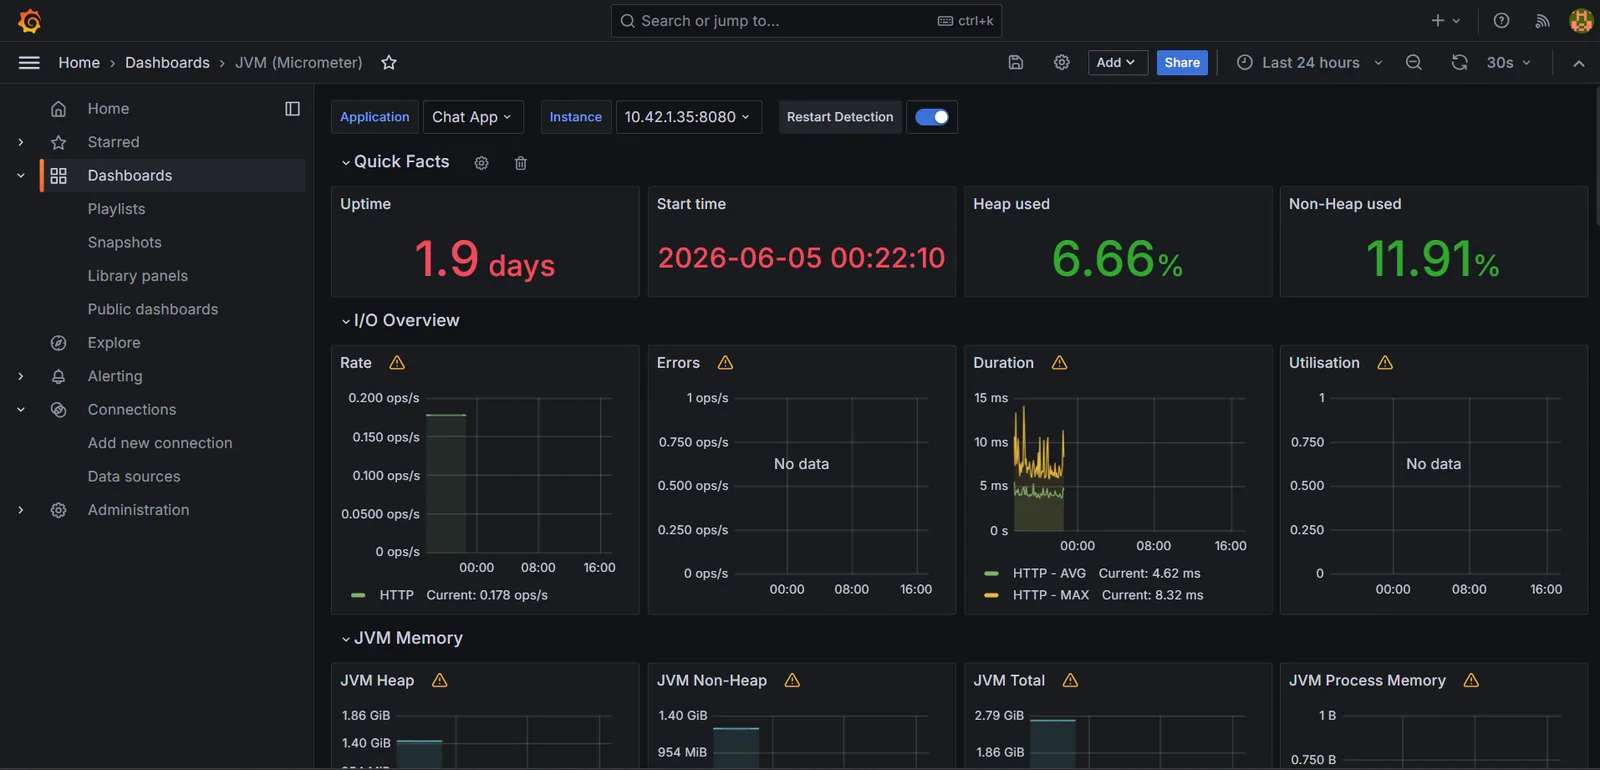 Search or jump to...
ctrl+k
Home › Dashboards › JVM (Micrometer)
Add
Share
Last 24 hours
30s
Home
Starred
Dashboards
Playlists
Snapshots
Library panels
Public dashboards
Explore
Alerting
Connections
Add new connection
Data sources
Administration
Application
Chat App
Instance
10.42.1.35:8080
Restart Detection
Quick Facts
Uptime
1.9 days
Start time
2026-06-05 00:22:10
Heap used
6.66%
Non-Heap used
11.91%
I/O Overview
Rate
0.200 ops/s
0.150 ops/s
0.100 ops/s
0.0500 ops/s
0 ops/s
00:00 08:00 16:00
HTTP Current: 0.178 ops/s
Errors
1 ops/s
0.750 ops/s
0.500 ops/s
0.250 ops/s
0 ops/s
No data
00:00 08:00 16:00
Duration
15 ms
10 ms
5 ms
0 s
00:00 08:00 16:00
HTTP - AVG Current: 4.62 ms
HTTP - MAX Current: 8.32 ms
Utilisation
1
0.750
0.500
0.250
0
No data
00:00 08:00 16:00
JVM Memory
JVM Heap
1.86 GiB
1.40 GiB
JVM Non-Heap
1.40 GiB
954 MiB
JVM Total
2.79 GiB
1.86 GiB
JVM Process Memory
1 B
0.750 B